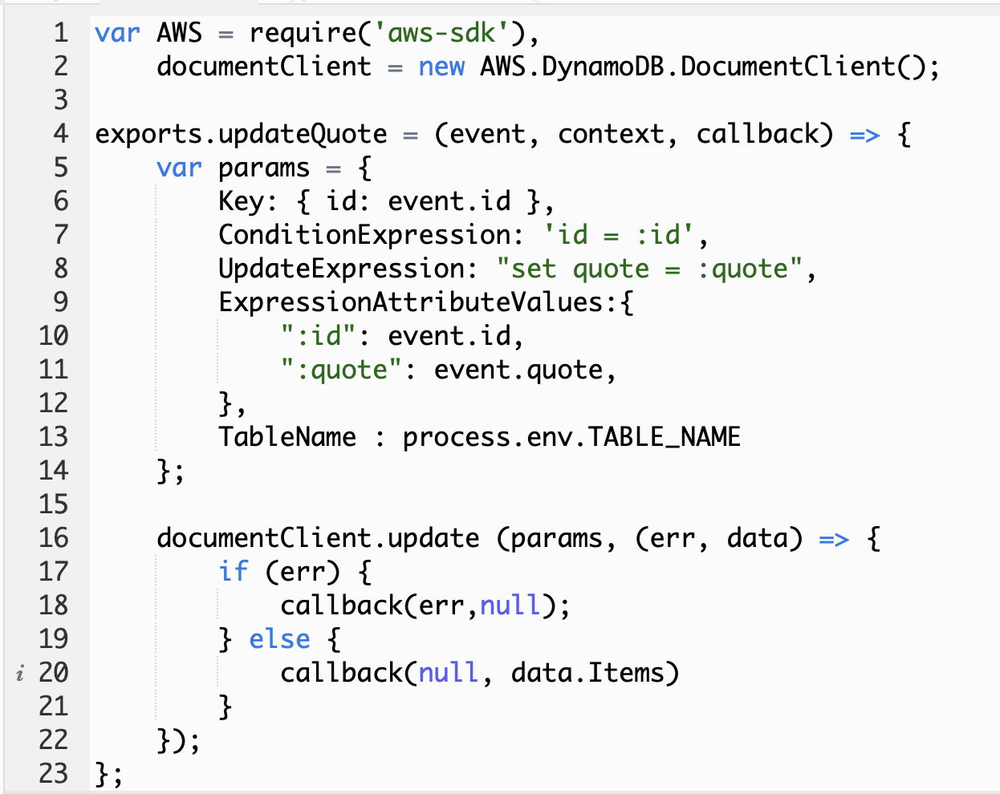 1 var AWS = require('aws-sdk'),
2     documentClient = new AWS.DynamoDB.DocumentClient();
3
4 exports.updateQuote = (event, context, callback) => {
5     var params = {
6         Key: { id: event.id },
7         ConditionExpression: 'id = :id',
8         UpdateExpression: "set quote = :quote",
9         ExpressionAttributeValues:{
10             ":id": event.id,
11             ":quote": event.quote,
12         },
13         TableName : process.env.TABLE_NAME
14     };
15
16     documentClient.update (params, (err, data) => {
17         if (err) {
18             callback(err,null);
19         } else {
i 20             callback(null, data.Items)
21         }
22     });
23 };